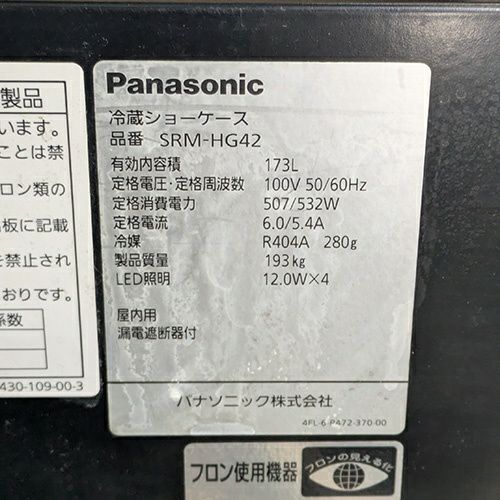 製品
います。
ことは禁
ロン類の
板に記載
を禁止され
おりです。
係数
430-109-00-3
Panasonic
冷蔵ショーケース
品番 SRM-HG42
有効内容積 173L
定格電圧・定格周波数 100V 50/60Hz
定格消費電力 507/532W
定格電流 6.0/5.4A
冷媒 R404A 280g
製品質量 193kg
LED照明 12.0W×4
屋内用
漏電遮断器付
パナソニック株式会社
4FL-6-P472-370-00
フロン使用機器
フロンの見える化